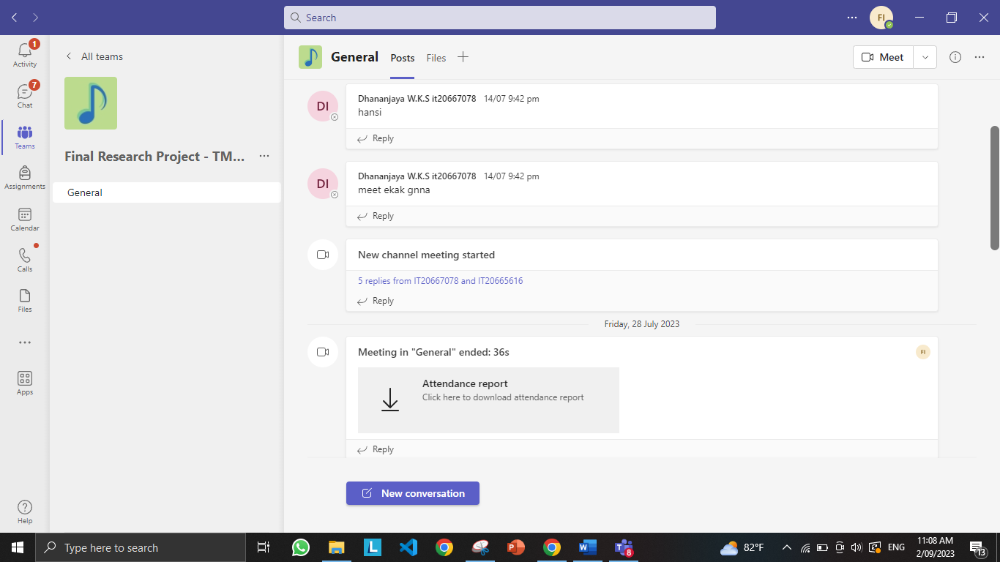 Search
FI
1
Activity
7
Chat
Teams
Assignments
Calendar
Calls
Files
Apps
Help
All teams
Final Research Project - TM...
General
General
Posts
Files
Meet
DI
Dhananjaya W.K.S it20667078 14/07 9:42 pm
hansi
Reply
DI
Dhananjaya W.K.S it20667078 14/07 9:42 pm
meet ekak gnna
Reply
New channel meeting started
5 replies from IT20667078 and IT20665616
Reply
Friday, 28 July 2023
Meeting in "General" ended: 36s
FI
Attendance report
Click here to download attendance report
Reply
New conversation
Type here to search
L
P
W
8
82°F
ENG
11:08 AM
2/09/2023
13